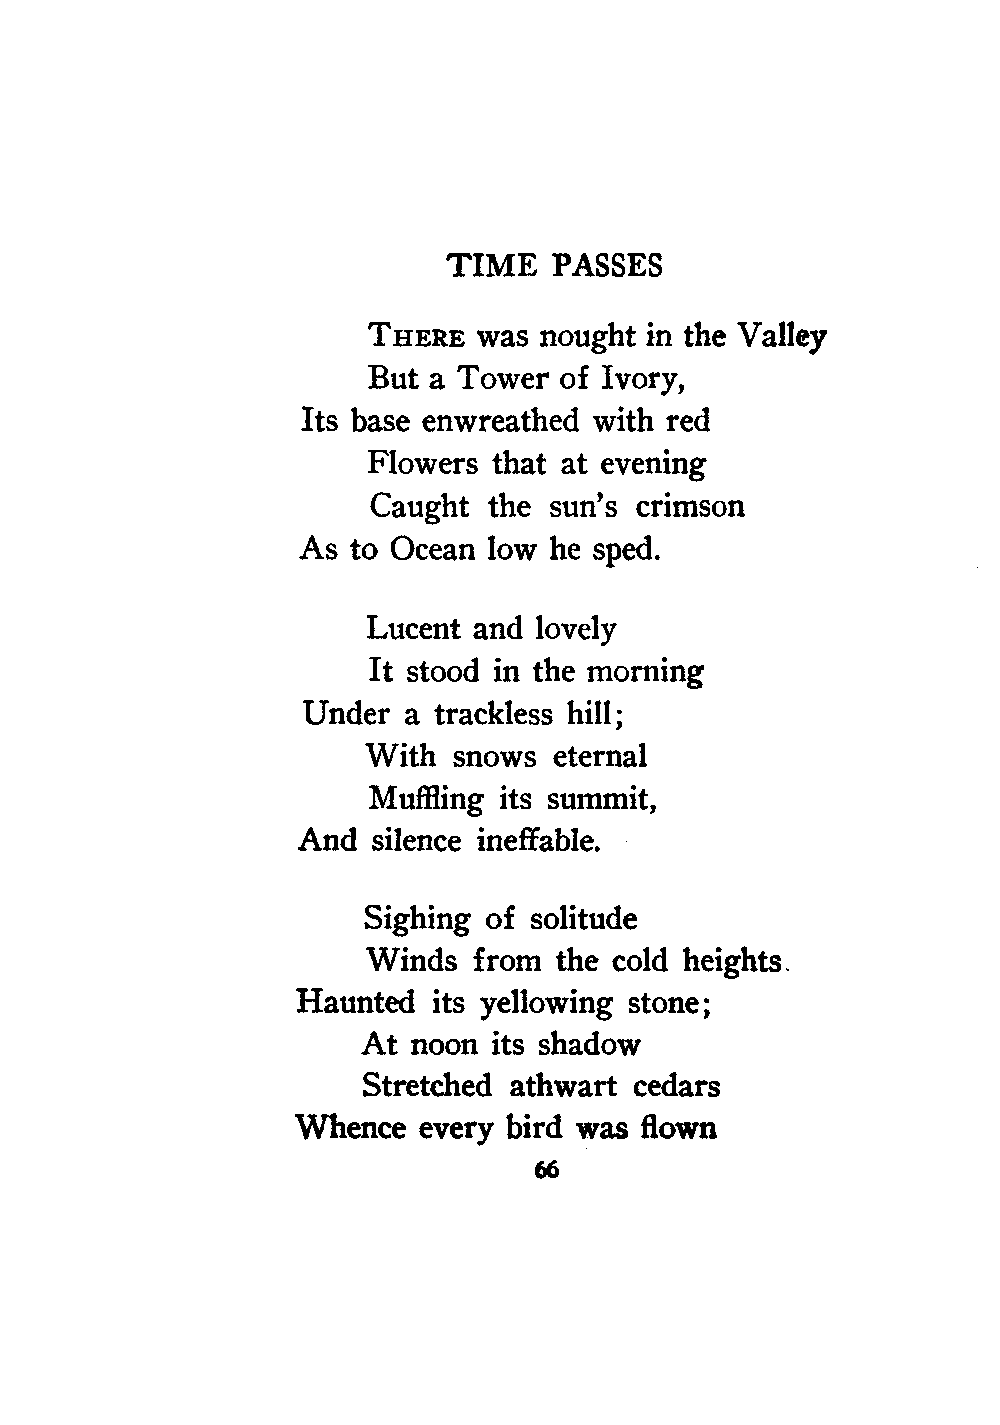 TIME PASSES
THERE was nought in the Valley
But a Tower of Ivory,
Its base enwreathed with red
Flowers that at evening
Caught the sun's crimson
As to Ocean low he sped.
Lucent and lovely
It stood in the morning
Under a trackless hill;
With snows eternal
Muffling its summit,
And silence ineffable.
Sighing of solitude
Winds from the cold heights.
Haunted its yellowing stone;
At noon its shadow
Stretched athwart cedars
Whence every bird was flown
66